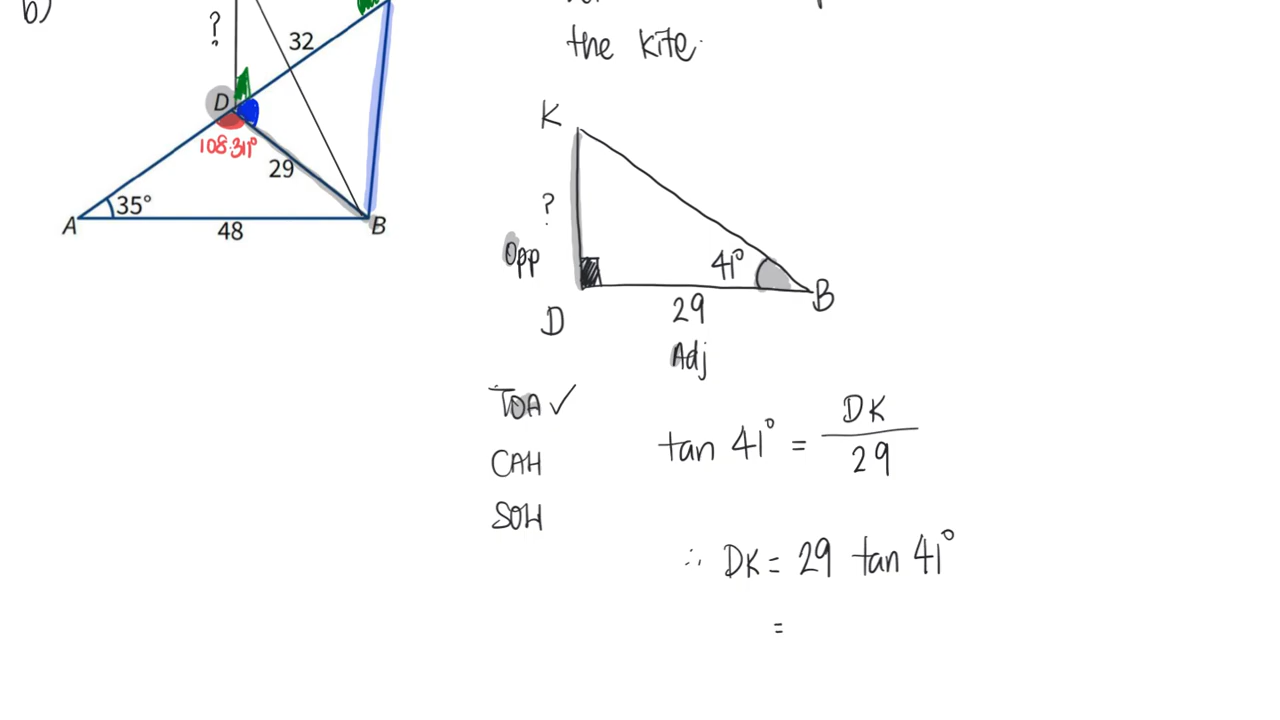 b)
?
32
D
108.31°
29
35°
A
48
B
the kite.
K
?
Opp
41°
D
29
B
Adj
TOA ✓
CAH
SOH
tan 41° = DK / 29
∴ DK = 29 tan 41°
=